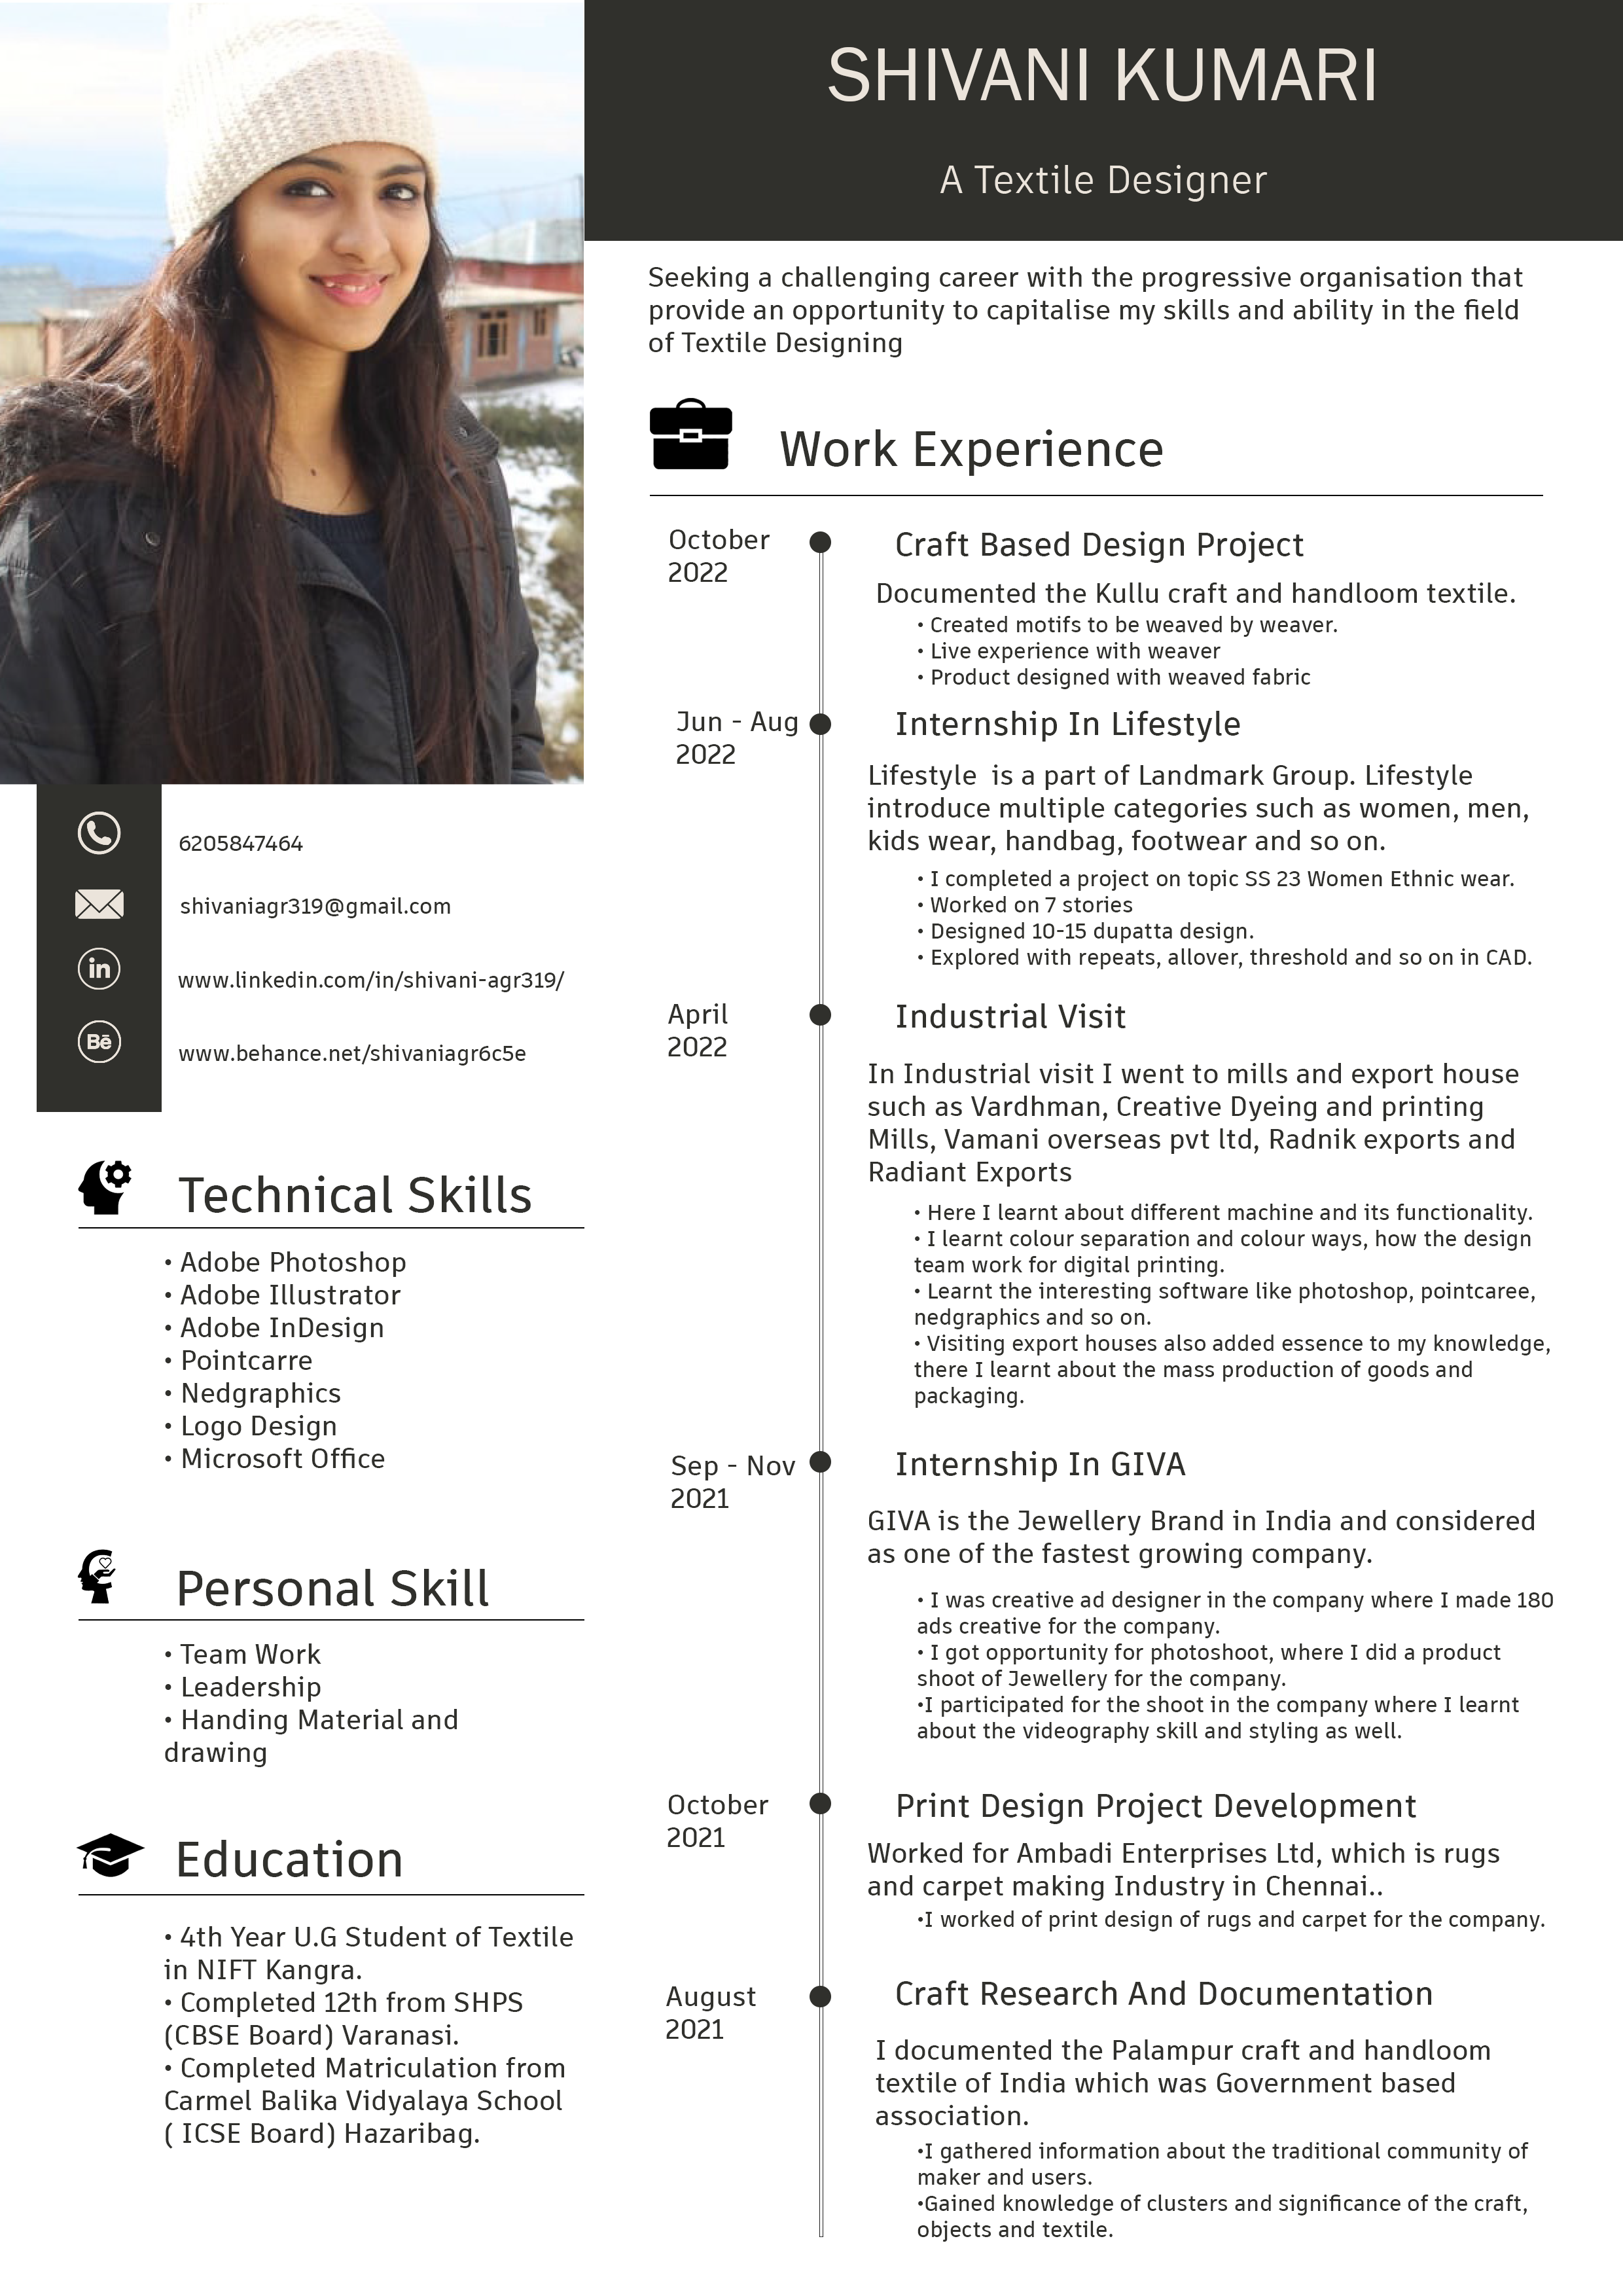 SHIVANI KUMARI
A Textile Designer
Seeking a challenging career with the progressive organisation that
provide an opportunity to capitalise my skills and ability in the field
of Textile Designing
Work Experience
October
2022
Craft Based Design Project
Documented the Kullu craft and handloom textile.
• Created motifs to be weaved by weaver.
• Live experience with weaver
• Product designed with weaved fabric
Jun - Aug
2022
Internship In Lifestyle
Lifestyle is a part of Landmark Group. Lifestyle
introduce multiple categories such as women, men,
kids wear, handbag, footwear and so on.
• I completed a project on topic SS 23 Women Ethnic wear.
• Worked on 7 stories
• Designed 10-15 dupatta design.
• Explored with repeats, allover, threshold and so on in CAD.
April
2022
Industrial Visit
In Industrial visit I went to mills and export house
such as Vardhman, Creative Dyeing and printing
Mills, Vamani overseas pvt ltd, Radnik exports and
Radiant Exports
• Here I learnt about different machine and its functionality.
• I learnt colour separation and colour ways, how the design
team work for digital printing.
• Learnt the interesting software like photoshop, pointcaree,
nedgraphics and so on.
• Visiting export houses also added essence to my knowledge,
there I learnt about the mass production of goods and
packaging.
Sep - Nov
2021
Internship In GIVA
GIVA is the Jewellery Brand in India and considered
as one of the fastest growing company.
• I was creative ad designer in the company where I made 180
ads creative for the company.
• I got opportunity for photoshoot, where I did a product
shoot of Jewellery for the company.
•I participated for the shoot in the company where I learnt
about the videography skill and styling as well.
October
2021
Print Design Project Development
Worked for Ambadi Enterprises Ltd, which is rugs
and carpet making Industry in Chennai..
•I worked of print design of rugs and carpet for the company.
August
2021
Craft Research And Documentation
I documented the Palampur craft and handloom
textile of India which was Government based
association.
•I gathered information about the traditional community of
maker and users.
•Gained knowledge of clusters and significance of the craft,
objects and textile.
6205847464
shivaniagr319@gmail.com
in
www.linkedin.com/in/shivani-agr319/
Bē
www.behance.net/shivaniagr6c5e
Technical Skills
• Adobe Photoshop
• Adobe Illustrator
• Adobe InDesign
• Pointcarre
• Nedgraphics
• Logo Design
• Microsoft Office
Personal Skill
• Team Work
• Leadership
• Handing Material and
drawing
Education
• 4th Year U.G Student of Textile
in NIFT Kangra.
• Completed 12th from SHPS
(CBSE Board) Varanasi.
• Completed Matriculation from
Carmel Balika Vidyalaya School
( ICSE Board) Hazaribag.